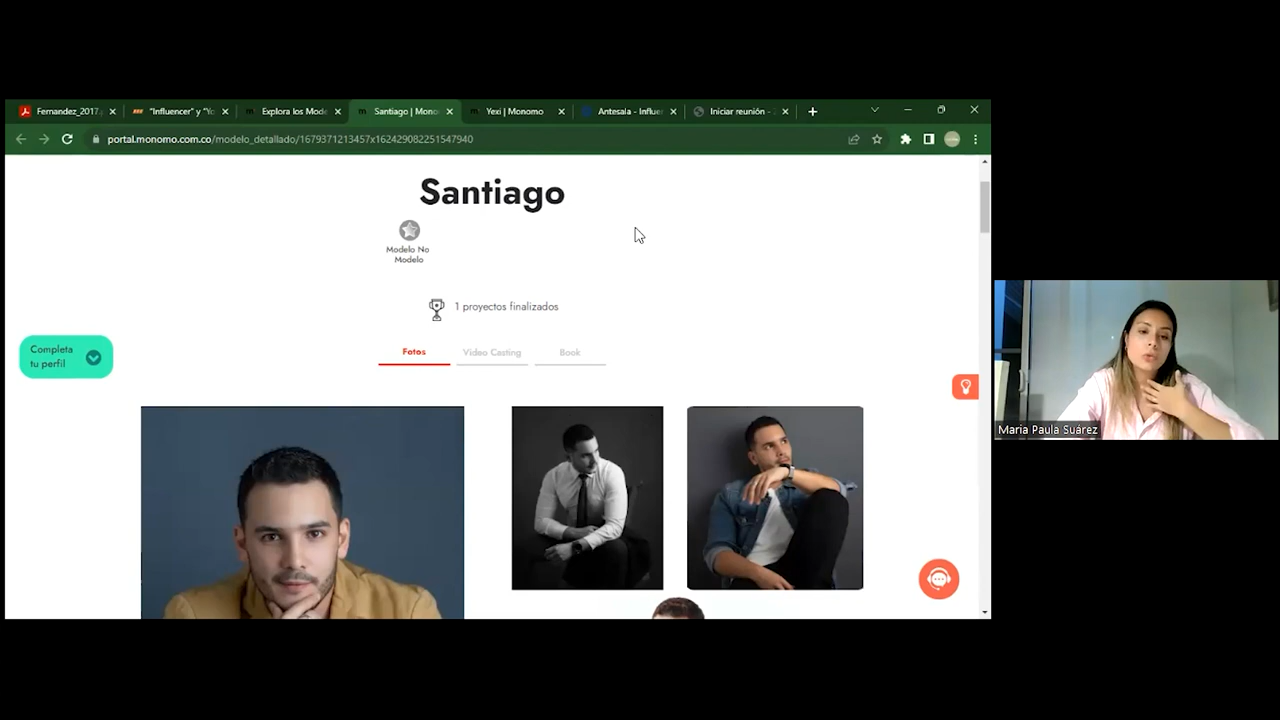 Fernandez_2017.
"Influencer" y "Yo
Explora los Mode
Santiago | Mono
Yexi | Monomo
Antesala - Influe
Iniciar reunión -
portal.monomo.com.co/modelo_detallado/1679371213457x162429082251547940
Santiago
Modelo No
Modelo
1 proyectos finalizados
Completa
tu perfil
Fotos
Video Casting
Book
Maria Paula Suárez